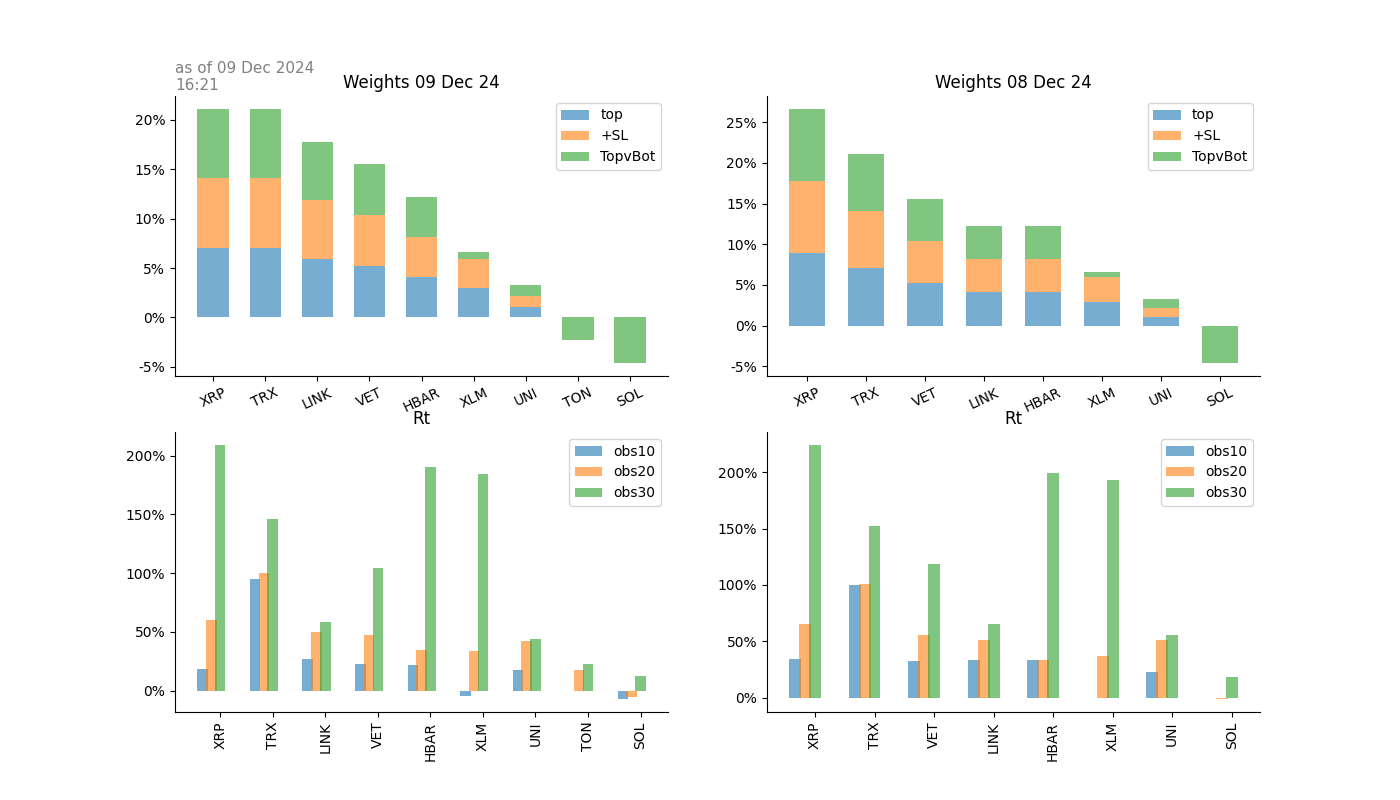 as of 09 Dec 2024
16:21
Weights 09 Dec 24
20%
15%
10%
5%
0%
-5%
top
+SL
TopvBot
XRP TRX LINK VET HBAR XLM UNI TON SOL
Weights 08 Dec 24
25%
20%
15%
10%
5%
0%
-5%
top
+SL
TopvBot
XRP TRX VET LINK HBAR XLM UNI SOL
Rt
200%
150%
100%
50%
0%
obs10
obs20
obs30
XRP TRX LINK VET HBAR XLM UNI TON SOL
Rt
200%
150%
100%
50%
0%
obs10
obs20
obs30
XRP TRX VET LINK HBAR XLM UNI SOL